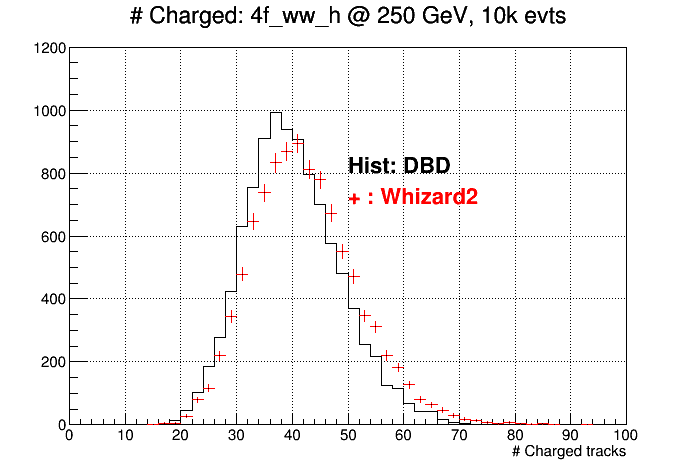 # Charged: 4f_ww_h @ 250 GeV, 10k evts
1200
1000
800
600
400
200
0
Hist: DBD
+ : Whizard2
0 10 20 30 40 50 60 70 80 90 100
# Charged tracks